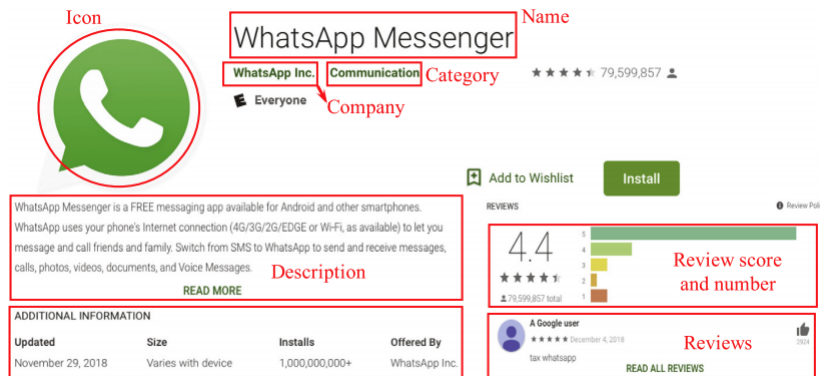 Icon
Name
WhatsApp Messenger
WhatsApp Inc. Communication Category 79,599,857
Everyone
Company
Add to Wishlist Install
WhatsApp Messenger is a FREE messaging app available for Android and other smartphones.
WhatsApp uses your phone's Internet connection (4G/3G/2G/EDGE or Wi-Fi, as available) to let you
message and call friends and family. Switch from SMS to WhatsApp to send and receive messages,
calls, photos, videos, documents, and Voice Messages.
Description
READ MORE
REVIEWS Review Poli
4.4
5
4
3
2
1
79,599,857 total
Review score
and number
ADDITIONAL INFORMATION
Updated Size Installs Offered By
November 29, 2018 Varies with device 1,000,000,000+ WhatsApp Inc.
A Google user
December 4, 2018
2924
tax whatsapp
Reviews
READ ALL REVIEWS